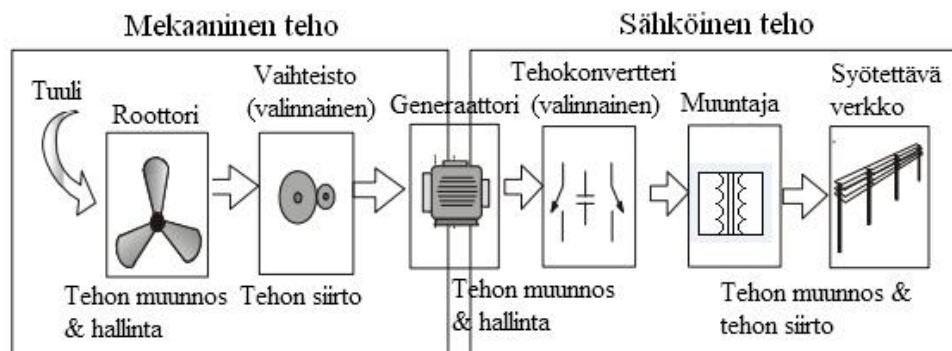 Mekaaninen teho
Sähköinen teho
Tuuli
Roottori
Vaihteisto
(valinnainen)
Generaattori
Tehokonvertteri
(valinnainen)
Muuntaja
Syötettävä
verkko
Tehon muunnos
& hallinta
Tehon siirto
Tehon muunnos
& hallinta
Tehon muunnos &
tehon siirto